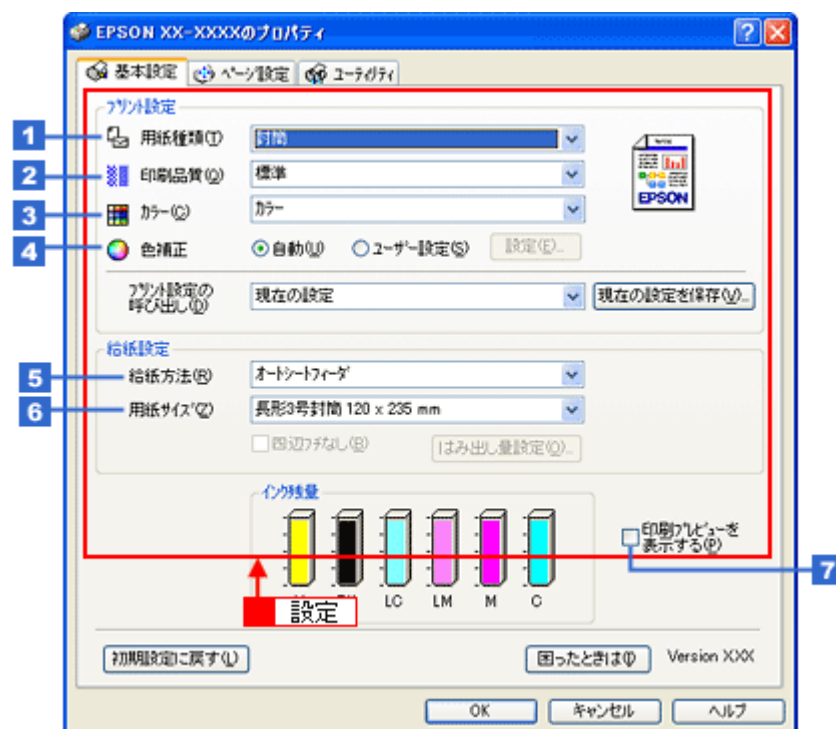 EPSON XX-XXXXのプロパティ
基本設定 ページ設定 ユーティリティ
プリント設定
1 用紙種類(T) 封筒
2 印刷品質(Q) 標準
3 カラー(C) カラー
4 色補正 自動(U) ユーザー設定(S) 設定(E)...
EPSON
プリント設定の
呼び出し(D) 現在の設定 現在の設定を保存(V)...
給紙設定
5 給紙方法(R) オートシートフィーダ
6 用紙サイズ(Z) 長形3号封筒 120 x 235 mm
四辺フチなし(B) はみ出し量設定(O)...
インク残量
印刷プレビューを
表示する(P)
7
LC LM M C
設定
初期設定に戻す(L) 困ったときは(I) Version XXX
OK キャンセル ヘルプ